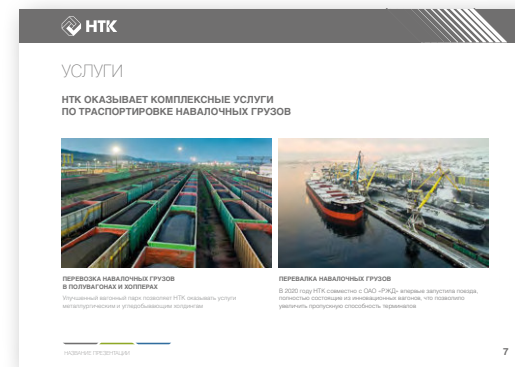 НТК
УСЛУГИ
НТК ОКАЗЫВАЕТ КОМПЛЕКСНЫЕ УСЛУГИ
ПО ТРАСПОРТИРОВКЕ НАВАЛОЧНЫХ ГРУЗОВ
ПЕРЕВОЗКА НАВАЛОЧНЫХ ГРУЗОВ
В ПОЛУВАГОНАХ И ХОППЕРАХ
Улучшенный вагонный парк позволяет НТК оказывать услуги
металлургическим и угледобывающим холдингам
ПЕРЕВАЛКА НАВАЛОЧНЫХ ГРУЗОВ
В 2020 году НТК совместно с ОАО «РЖД» впервые запустила поезда,
полностью состоящие из инновационных вагонов, что позволило
увеличить пропускную способность терминалов
НАЗВАНИЕ ПРЕЗЕНТАЦИИ
7